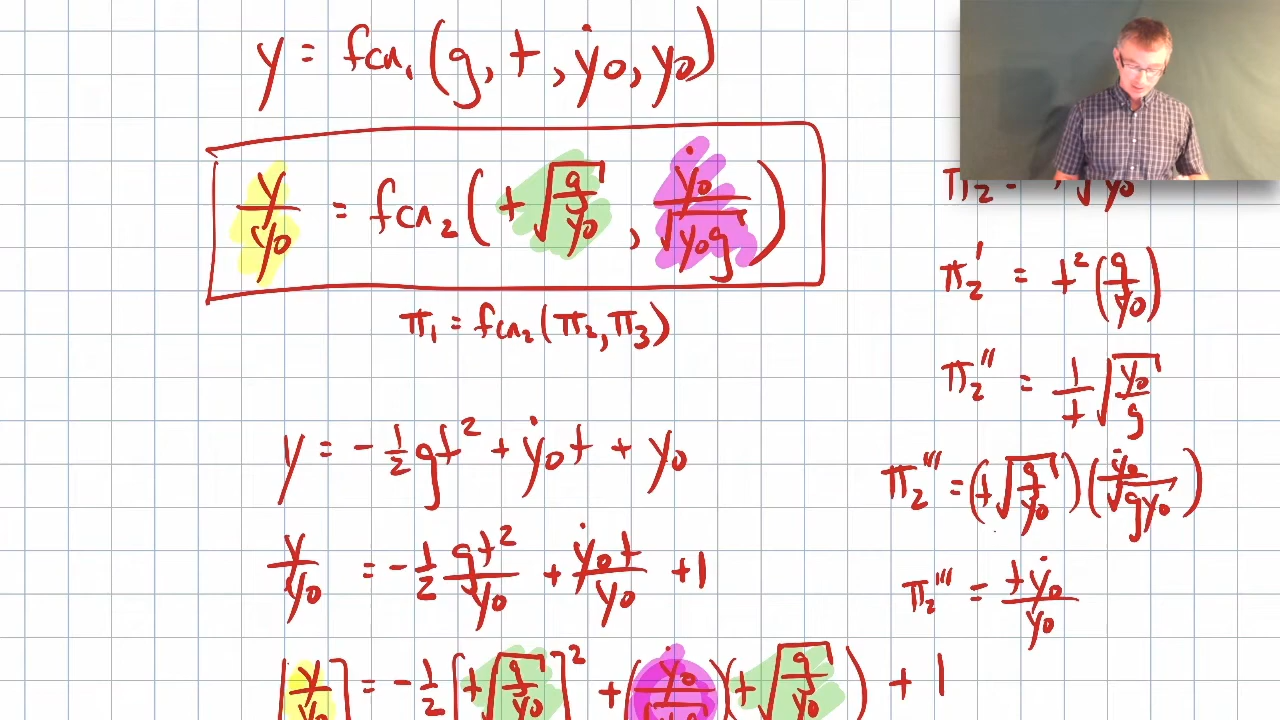 y = fcn₁(g, t, ẏ₀, y₀)
y/y₀ = fcn₂(t√(g/y₀), ẏ₀/√(y₀g))
π₁ = fcn₂(π₂, π₃)
y = -½gt² + ẏ₀t + y₀
y/y₀ = -½ gt²/y₀ + ẏ₀t/y₀ + 1
[y/y₀] = -½[t√(g/y₀)]² + (ẏ₀/√(y₀g))(t√(g/y₀)) + 1
π₂' = t²(g/y₀)
π₂'' = 1/t √(y₀/g)
π₂''' = (t√(g/y₀))(ẏ₀/√(gy₀))
π₂''' = tẏ₀/y₀